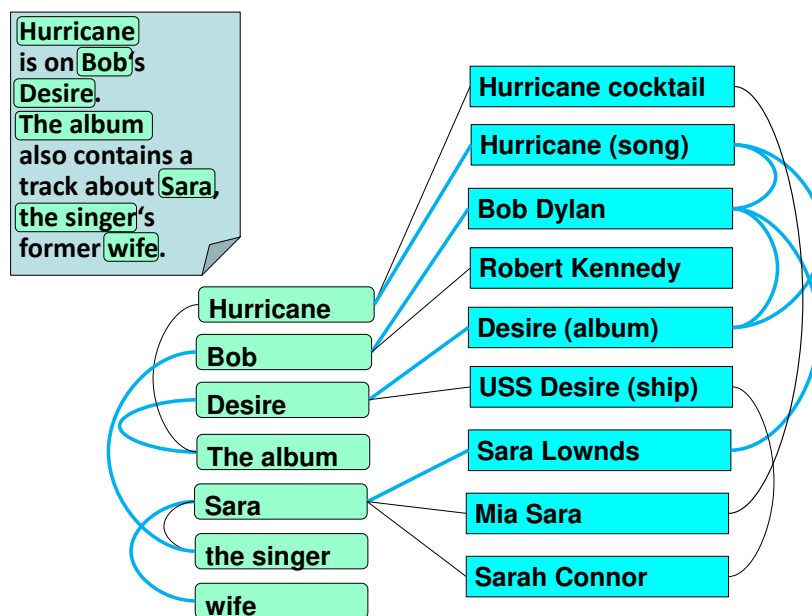 Hurricane
is on Bob‘s
Desire.
The album
also contains a
track about Sara,
the singer‘s
former wife.
Hurricane
Bob
Desire
The album
Sara
the singer
wife
Hurricane cocktail
Hurricane (song)
Bob Dylan
Robert Kennedy
Desire (album)
USS Desire (ship)
Sara Lownds
Mia Sara
Sarah Connor